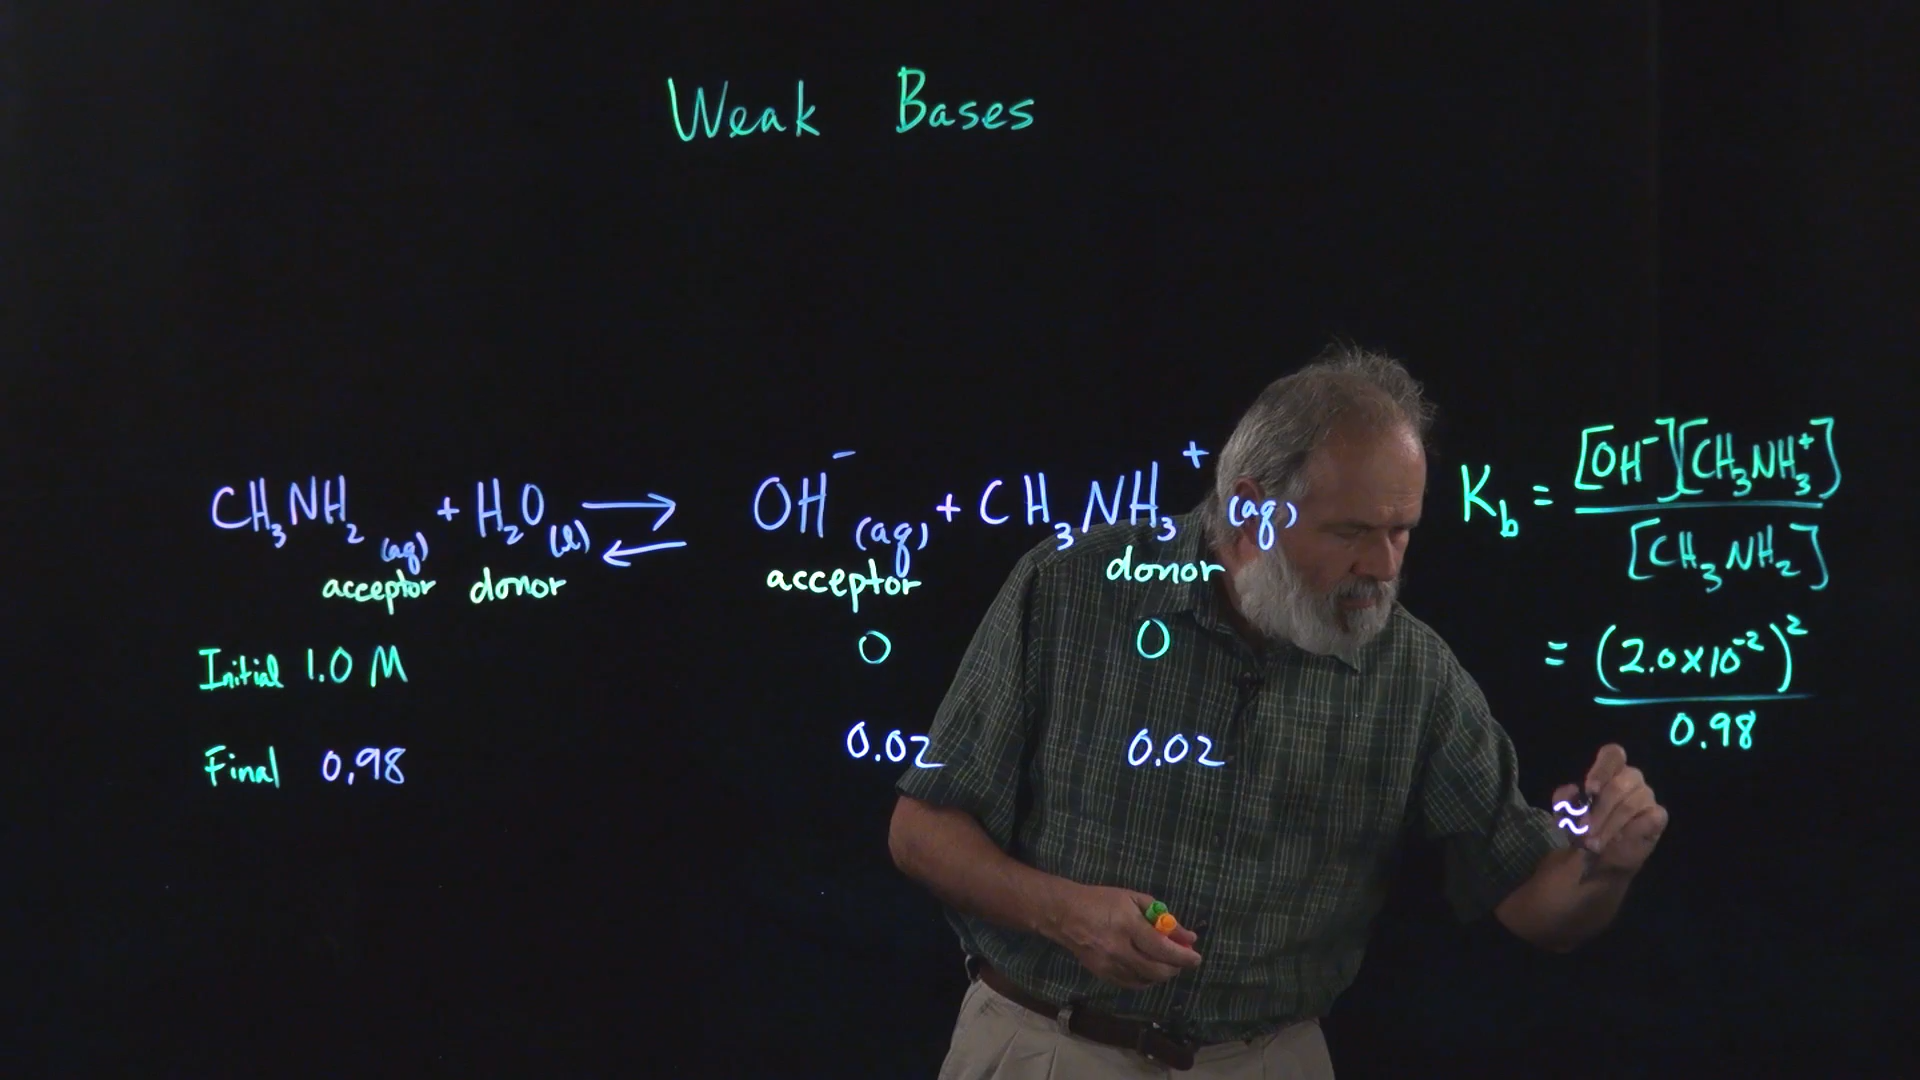 Weak Bases
CH₃NH₂ (aq) + H₂O (l) ⇄ OH⁻ (aq) + CH₃NH₃⁺ (aq)
acceptor donor acceptor donor
Initial 1.0 M 0 0
Final 0.98 0.02 0.02
K_b = [OH⁻][CH₃NH₃⁺]
[CH₃NH₂]
= (2.0×10⁻²)²
0.98
≈